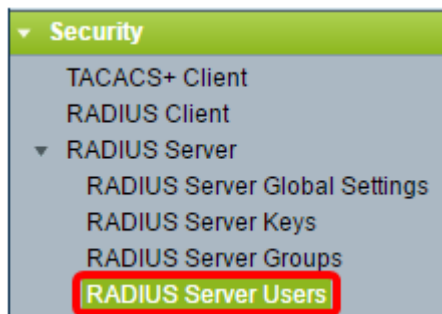 Security
TACACS+ Client
RADIUS Client
RADIUS Server
RADIUS Server Global Settings
RADIUS Server Keys
RADIUS Server Groups
RADIUS Server Users